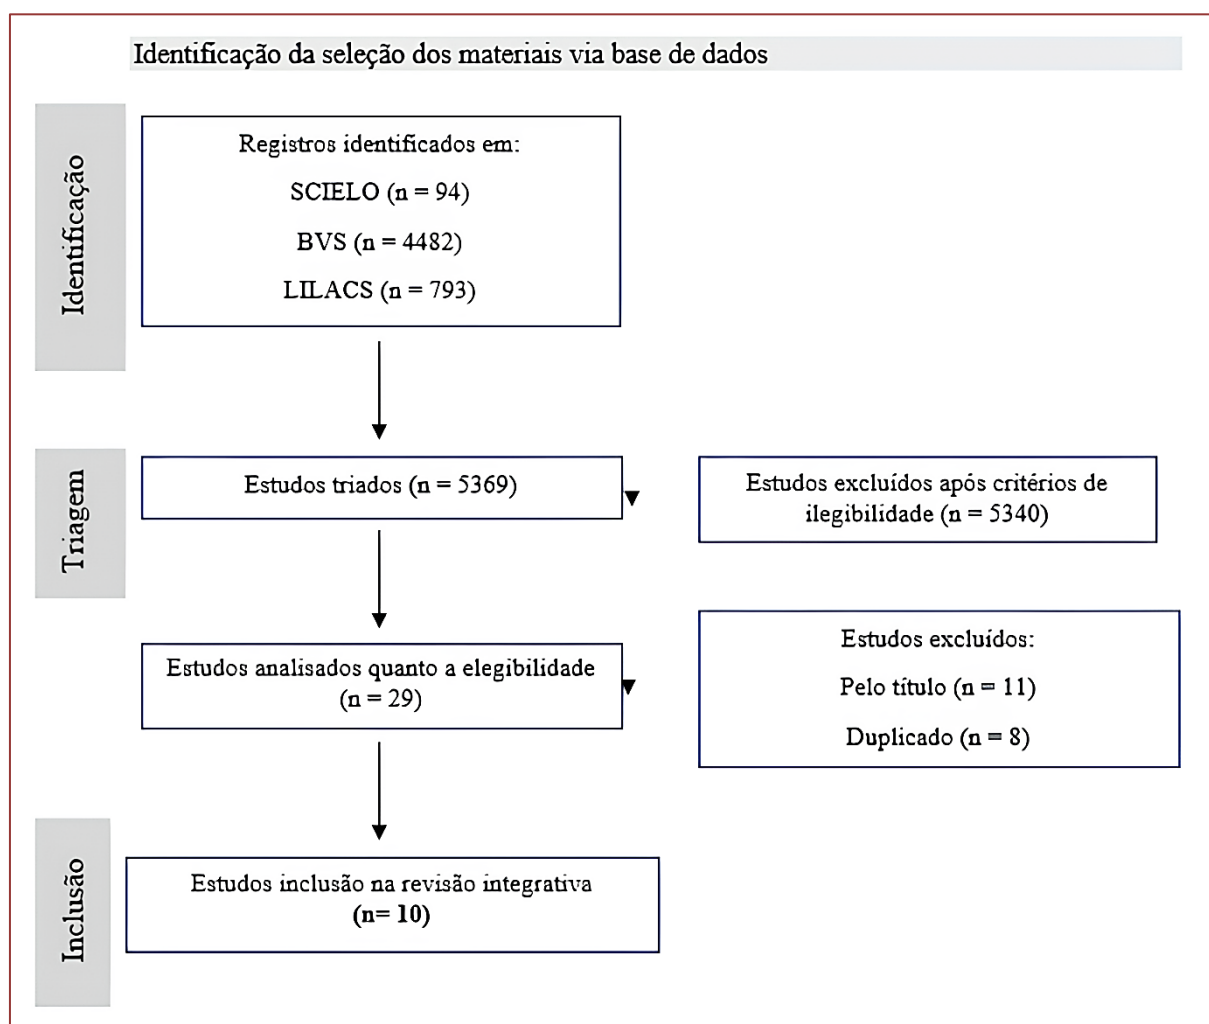 Identificação da seleção dos materiais via base de dados
Identificação
Registros identificados em:
SCIELO (n = 94)
BVS (n = 4482)
LILACS (n = 793)
Triagem
Estudos triados (n = 5369)
Estudos excluídos após critérios de
ilegibilidade (n = 5340)
Estudos analisados quanto a elegibilidade
(n = 29)
Estudos excluídos:
Pelo título (n = 11)
Duplicado (n = 8)
Inclusão
Estudos inclusão na revisão integrativa
(n= 10)